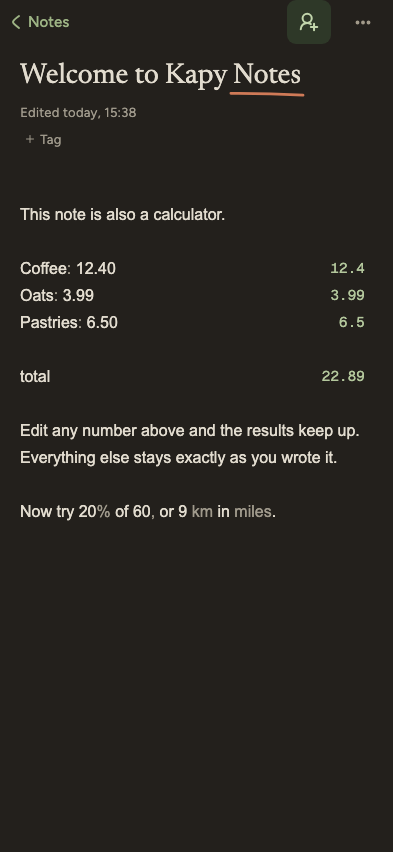 Notes
Welcome to Kapy Notes
Edited today, 15:38
+ Tag
This note is also a calculator.
Coffee: 12.40 12.4
Oats: 3.99 3.99
Pastries: 6.50 6.5
total 22.89
Edit any number above and the results keep up.
Everything else stays exactly as you wrote it.
Now try 20% of 60, or 9 km in miles.